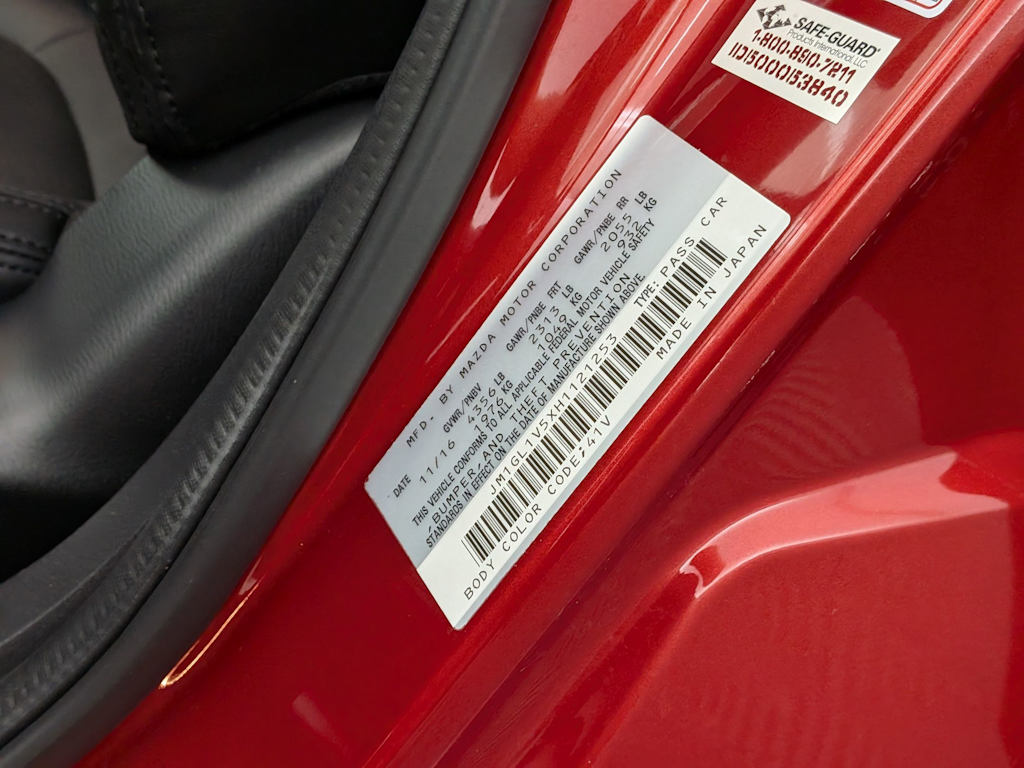 SAFE-GUARD®
Products International, LLC
1-800-890-7211
ID5000053840
MFD. BY MAZDA MOTOR CORPORATION
DATE GVWR/PNBV GAWR/PNBE FRT GAWR/PNBE RR
11/16 4356 LB 2313 LB 2055 LB
1976 KG 1049 KG 932 KG
THIS VEHICLE CONFORMS TO ALL APPLICABLE FEDERAL MOTOR VEHICLE SAFETY
,BUMPER,AND THEFT PREVENTION
STANDARDS IN EFFECT ON THE DATE OF MANUFACTURE SHOWN ABOVE.
JM1GL1V5XH1121253 TYPE: PASS CAR
BODY COLOR CODE: 41V MADE IN JAPAN